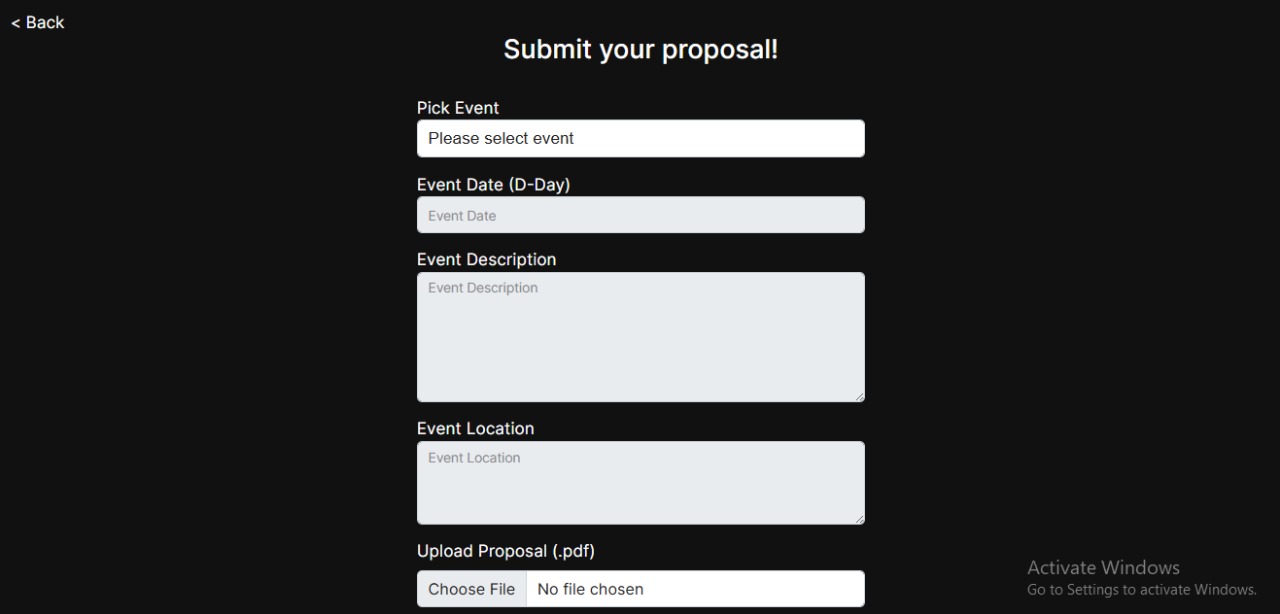 < Back
Submit your proposal!
Pick Event
Please select event
Event Date (D-Day)
Event Date
Event Description
Event Description
Event Location
Event Location
Upload Proposal (.pdf)
Choose File No file chosen
Activate Windows
Go to Settings to activate Windows.